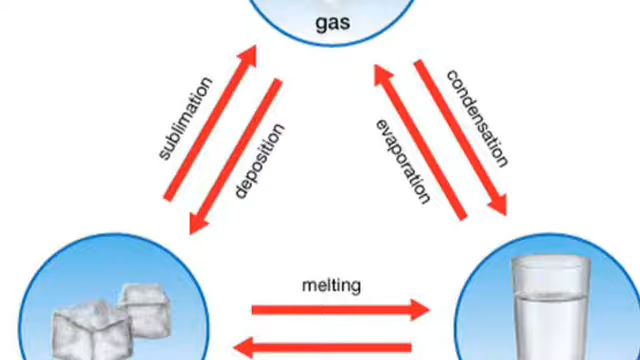 gas
sublimation
deposition
evaporation
condensation
melting